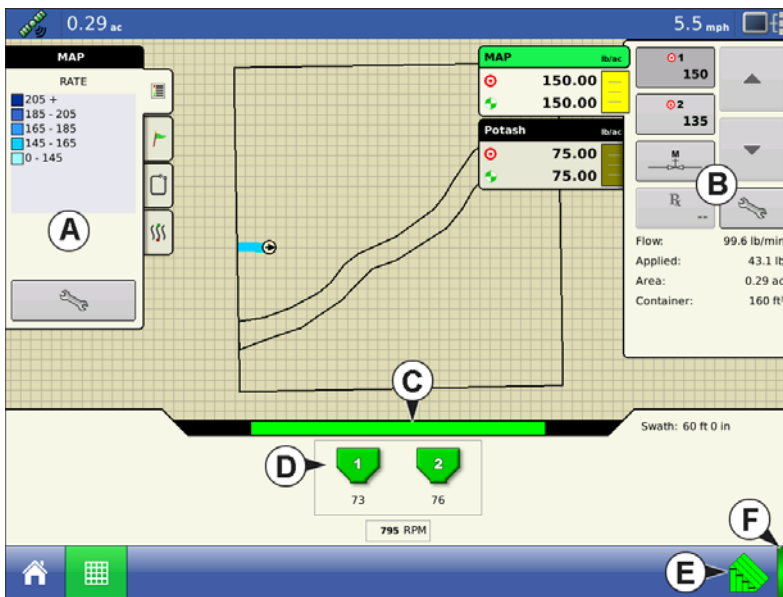 0.29 ac
5.5 mph
MAP
RATE
205 +
185 - 205
165 - 185
145 - 165
0 - 145
A
MAP lb/ac
150.00
150.00
Potash lb/ac
75.00
75.00
1
150
2
135
M
B
Rx
--
Flow: 99.6 lb/min
Applied: 43.1 lb
Area: 0.29 ac
Container: 160 ft³
C
Swath: 60 ft 0 in
D
1
2
73
76
795 RPM
E
F